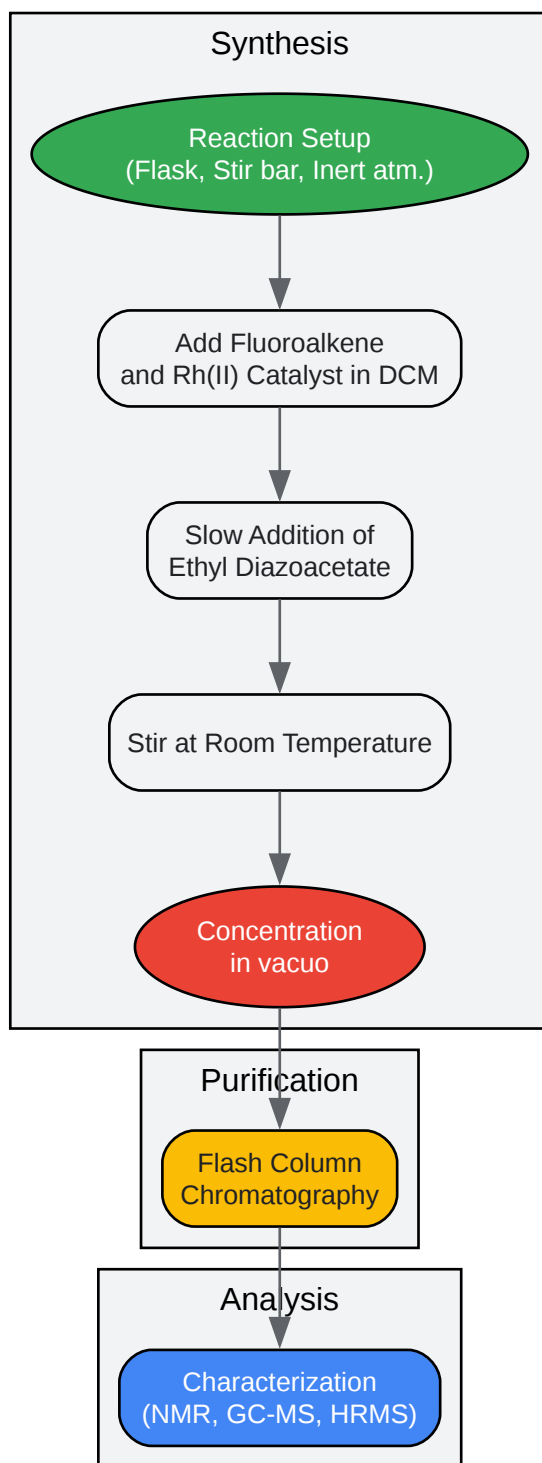 Synthesis
Reaction Setup
(Flask, Stir bar, Inert atm.)
Add Fluoroalkene
and Rh(II) Catalyst in DCM
Slow Addition of
Ethyl Diazoacetate
Stir at Room Temperature
Concentration
in vacuo
Purification
Flash Column
Chromatography
Analysis
Characterization
(NMR, GC-MS, HRMS)